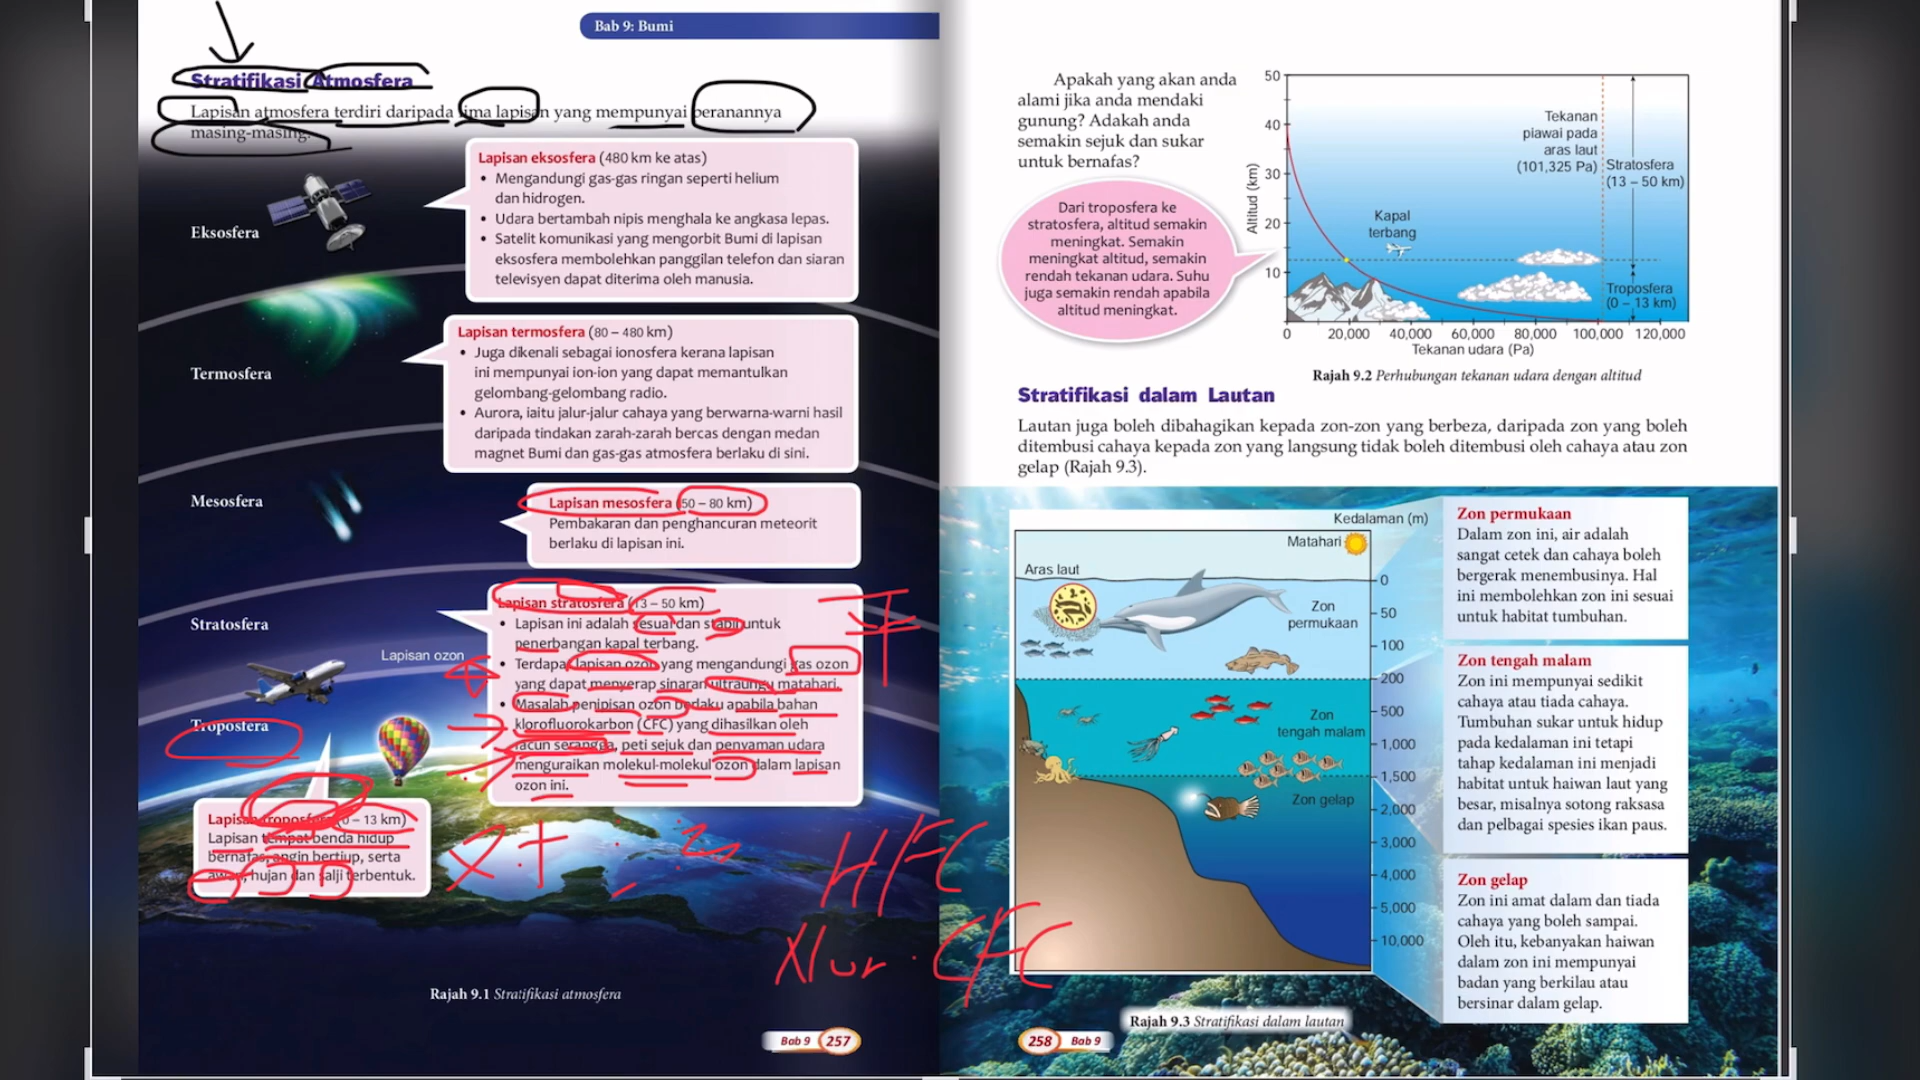 Bab 9: Bumi
Stratifikasi Atmosfera
Lapisan atmosfera terdiri daripada lima lapisan yang mempunyai peranannya
masing-masing.
Lapisan eksosfera (480 km ke atas)
• Mengandungi gas-gas ringan seperti helium
dan hidrogen.
• Udara bertambah nipis menghala ke angkasa lepas.
• Satelit komunikasi yang mengorbit Bumi di lapisan
eksosfera membolehkan panggilan telefon dan siaran
televisyen dapat diterima oleh manusia.
Eksosfera
Lapisan termosfera (80 – 480 km)
• Juga dikenali sebagai ionosfera kerana lapisan
ini mempunyai ion-ion yang dapat memantulkan
gelombang-gelombang radio.
• Aurora, iaitu jalur-jalur cahaya yang berwarna-warni hasil
daripada tindakan zarah-zarah bercas dengan medan
magnet Bumi dan gas-gas atmosfera berlaku di sini.
Termosfera
Mesosfera
Lapisan mesosfera (50 – 80 km)
Pembakaran dan penghancuran meteorit
berlaku di lapisan ini.
Lapisan stratosfera (13 – 50 km)
• Lapisan ini adalah sesuai dan stabil untuk
penerbangan kapal terbang.
• Terdapat lapisan ozon yang mengandungi gas ozon
yang dapat menyerap sinaran ultraungu matahari.
• Masalah penipisan ozon berlaku apabila bahan
klorofluorokarbon (CFC) yang dihasilkan oleh
racun serangga, peti sejuk dan penyaman udara
menguraikan molekul-molekul ozon dalam lapisan
ozon ini.
Stratosfera
Lapisan ozon
Troposfera
Lapisan troposfera (0 – 13 km)
Lapisan tempat benda hidup
bernafas, angin bertiup, serta
awan, hujan dan salji terbentuk.
HFC
CFC
Rajah 9.1 Stratifikasi atmosfera
Bab 9 257
Apakah yang akan anda
alami jika anda mendaki
gunung? Adakah anda
semakin sejuk dan sukar
untuk bernafas?
Dari troposfera ke
stratosfera, altitud semakin
meningkat. Semakin
meningkat altitud, semakin
rendah tekanan udara. Suhu
juga semakin rendah apabila
altitud meningkat.
Altitud (km)
50
40
30
20
10
Tekanan
piawai pada
aras laut
(101,325 Pa)
Stratosfera
(13 – 50 km)
Kapal
terbang
Troposfera
(0 – 13 km)
0 20,000 40,000 60,000 80,000 100,000 120,000
Tekanan udara (Pa)
Rajah 9.2 Perhubungan tekanan udara dengan altitud
Stratifikasi dalam Lautan
Lautan juga boleh dibahagikan kepada zon-zon yang berbeza, daripada zon yang boleh
ditembusi cahaya kepada zon yang langsung tidak boleh ditembusi oleh cahaya atau zon
gelap (Rajah 9.3).
Kedalaman (m)
Matahari
Aras laut
0
Zon
permukaan
50
100
200
Zon
tengah malam
500
1,000
1,500
Zon gelap
2,000
3,000
4,000
5,000
10,000
Zon permukaan
Dalam zon ini, air adalah
sangat cetek dan cahaya boleh
bergerak menembusinya. Hal
ini membolehkan zon ini sesuai
untuk habitat tumbuhan.
Zon tengah malam
Zon ini mempunyai sedikit
cahaya atau tiada cahaya.
Tumbuhan sukar untuk hidup
pada kedalaman ini tetapi
tahap kedalaman ini menjadi
habitat untuk haiwan laut yang
besar, misalnya sotong raksasa
dan pelbagai spesies ikan paus.
Zon gelap
Zon ini amat dalam dan tiada
cahaya yang boleh sampai.
Oleh itu, kebanyakan haiwan
dalam zon ini mempunyai
badan yang berkilau atau
bersinar dalam gelap.
Rajah 9.3 Stratifikasi dalam lautan
258 Bab 9